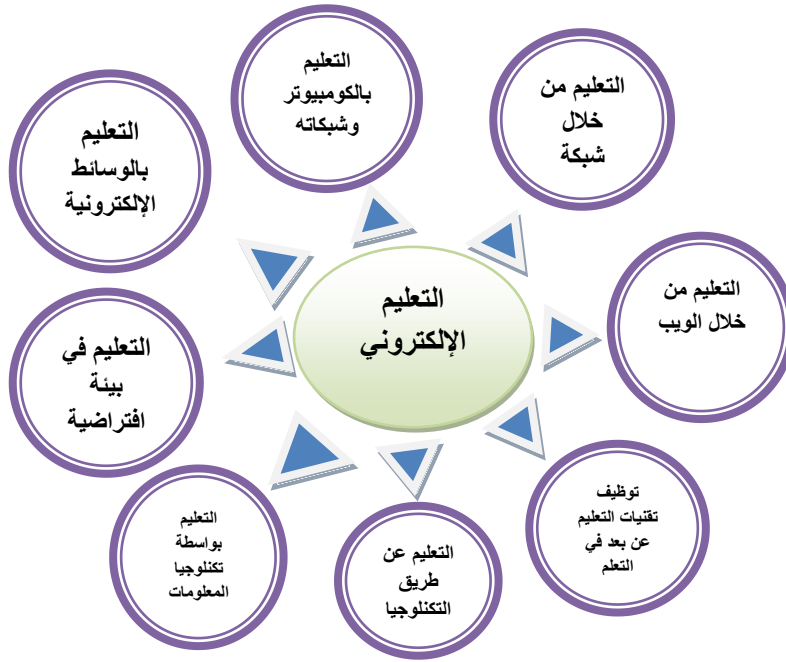 التعليم
بالكومبيوتر
وشبكاته
التعليم من
خلال
شبكة
التعليم
بالوسائط
الإلكترونية
التعليم
الإلكتروني
التعليم من
خلال الويب
التعليم في
بيئة
افتراضية
توظيف
تقنيات التعليم
عن بعد في
التعلم
التعليم
بواسطة
تكنلوجيا
المعلومات
التعليم عن
طريق
التكنلوجيا